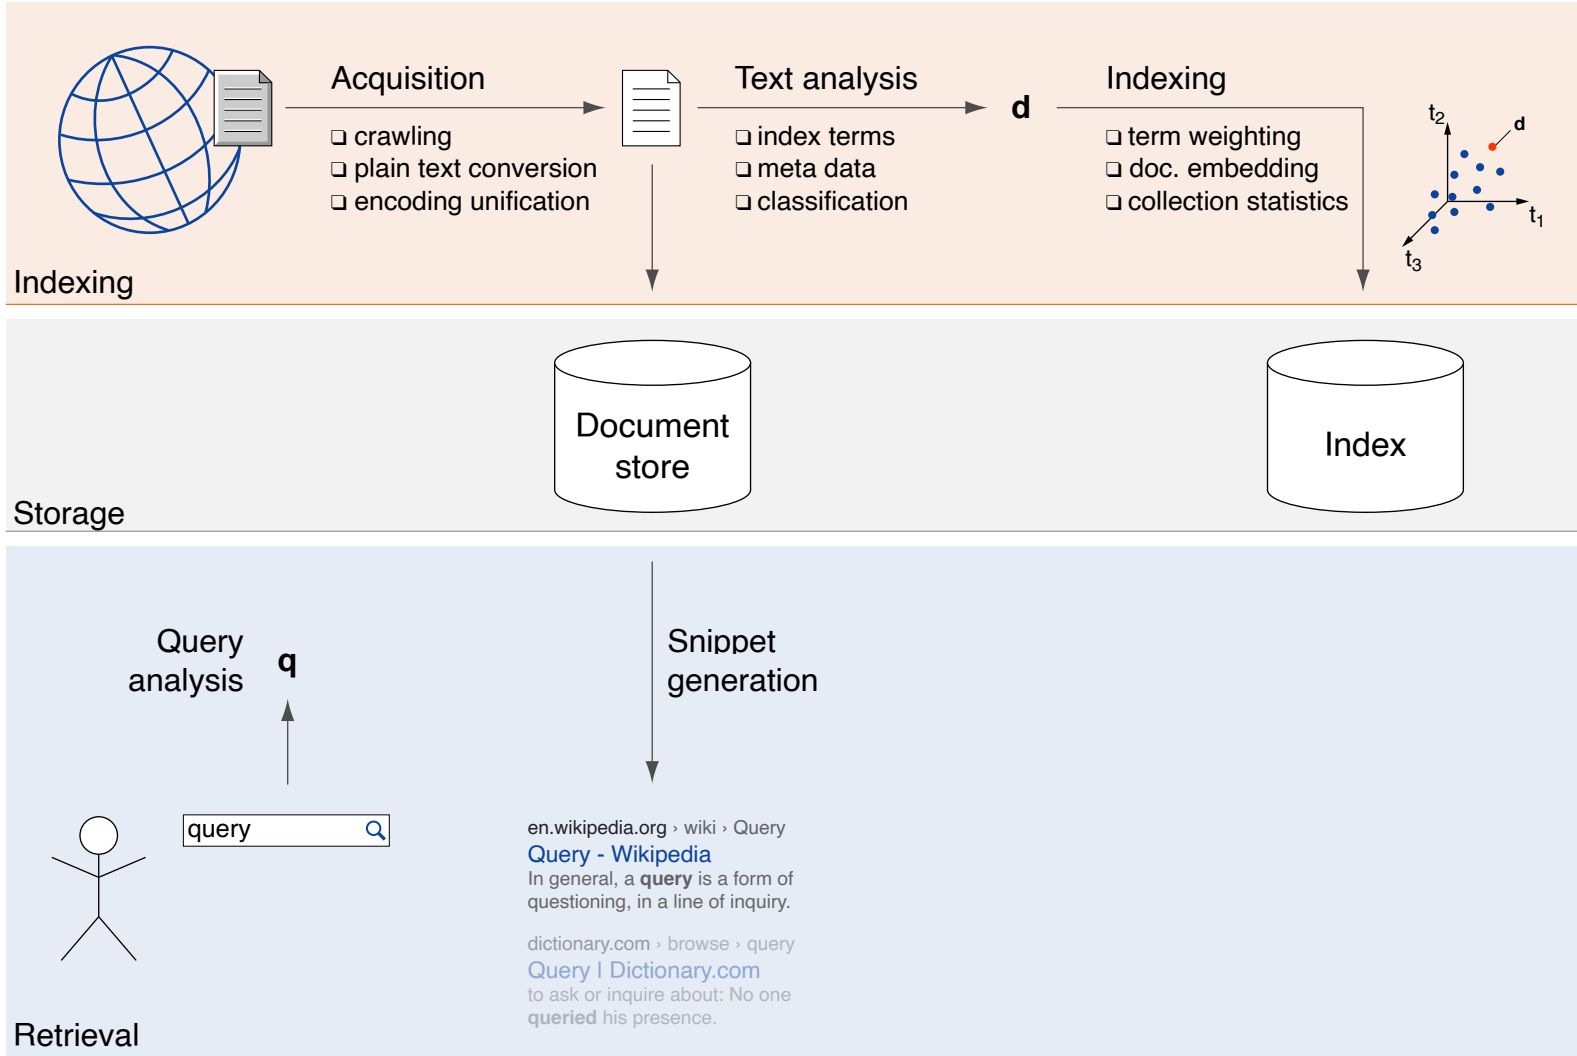 Acquisition
❏ crawling
❏ plain text conversion
❏ encoding unification
Text analysis
❏ index terms
❏ meta data
❏ classification
d
Indexing
❏ term weighting
❏ doc. embedding
❏ collection statistics
t2
d
t1
t3
Indexing
Document
store
Index
Storage
Query
analysis
q
Snippet
generation
query
en.wikipedia.org › wiki › Query
Query - Wikipedia
In general, a query is a form of
questioning, in a line of inquiry.
dictionary.com › browse › query
Query | Dictionary.com
to ask or inquire about: No one
queried his presence.
Retrieval